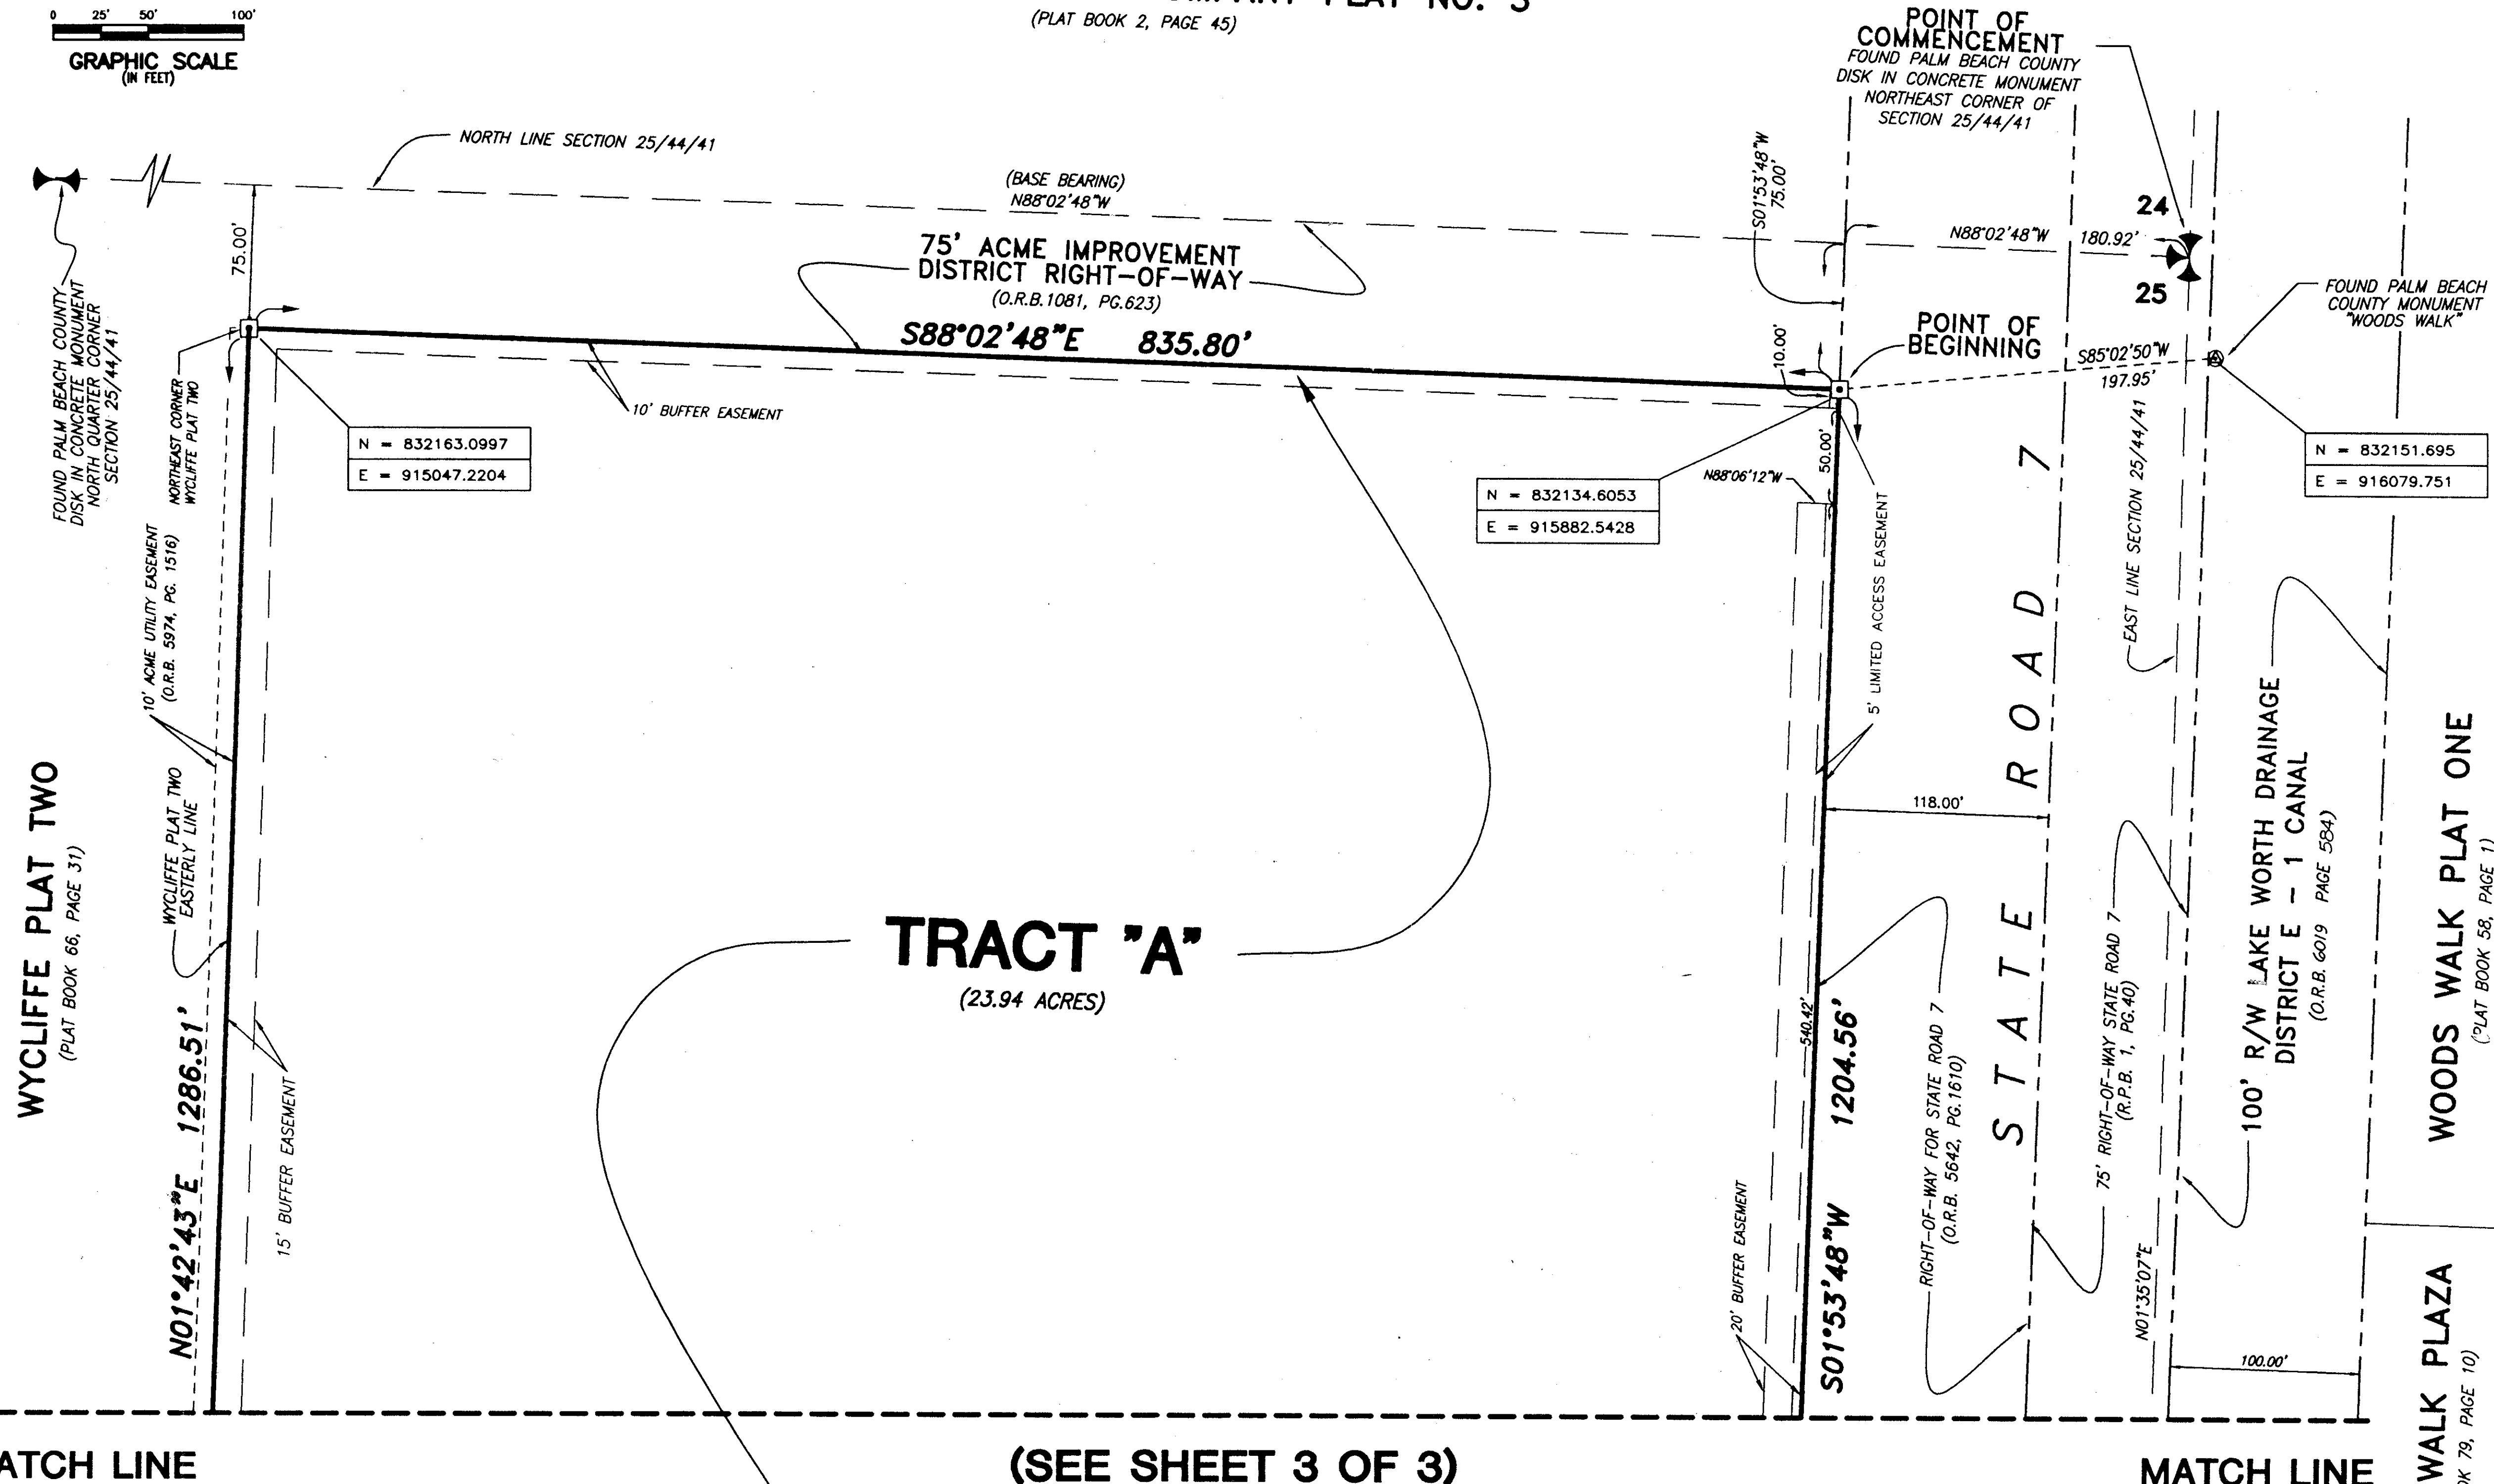 0 25' 50' 100'
GRAPHIC SCALE
(IN FEET)
PLAT NO. 3
(PLAT BOOK 2, PAGE 45)
POINT OF
COMMENCEMENT
FOUND PALM BEACH COUNTY
DISK IN CONCRETE MONUMENT
NORTHEAST CORNER OF
SECTION 25/44/41
NORTH LINE SECTION 25/44/41
(BASE BEARING)
N88°02'48"W
75' ACME IMPROVEMENT
DISTRICT RIGHT-OF-WAY
(O.R.B.1081, PG.623)
S88°02'48"E 835.80'
S01°53'48"W
75.00'
N88°02'48"W 180.92'
24
25
FOUND PALM BEACH
COUNTY MONUMENT
"WOODS WALK"
POINT OF
BEGINNING
S85°02'50"W
197.95'
75.00'
FOUND PALM BEACH COUNTY
DISK IN CONCRETE MONUMENT
NORTH QUARTER CORNER
SECTION 25/44/41
NORTHEAST CORNER
WYCLIFFE PLAT TWO
10' BUFFER EASEMENT
N = 832163.0997
E = 915047.2204
10.00'
50.00'
N88°06'12"W
N = 832134.6053
E = 915882.5428
N = 832151.695
E = 916079.751
10' ACME UTILITY EASEMENT
(O.R.B. 5974, PG. 1516)
5' LIMITED ACCESS EASEMENT
EAST LINE SECTION 25/44/41
STATE ROAD 7
118.00'
WYCLIFFE PLAT TWO
(PLAT BOOK 66, PAGE 31)
WYCLIFFE PLAT TWO
EASTERLY LINE
N01°42'43"E 1286.51'
15' BUFFER EASEMENT
TRACT "A"
(23.94 ACRES)
540.42'
S01°53'48"W 1204.56'
20' BUFFER EASEMENT
RIGHT-OF-WAY FOR STATE ROAD 7
(O.R.B. 5642, PG.1610)
75' RIGHT-OF-WAY STATE ROAD 7
(R.P.B. 1, PG.40)
N01°35'07"E
100' R/W LAKE WORTH DRAINAGE
DISTRICT E - 1 CANAL
(O.R.B. 6019 PAGE 584)
100.00'
WOODS WALK PLAT ONE
(PLAT BOOK 58, PAGE 1)
WALK PLAZA
79, PAGE 10)
ATCH LINE
(SEE SHEET 3 OF 3)
MATCH LINE